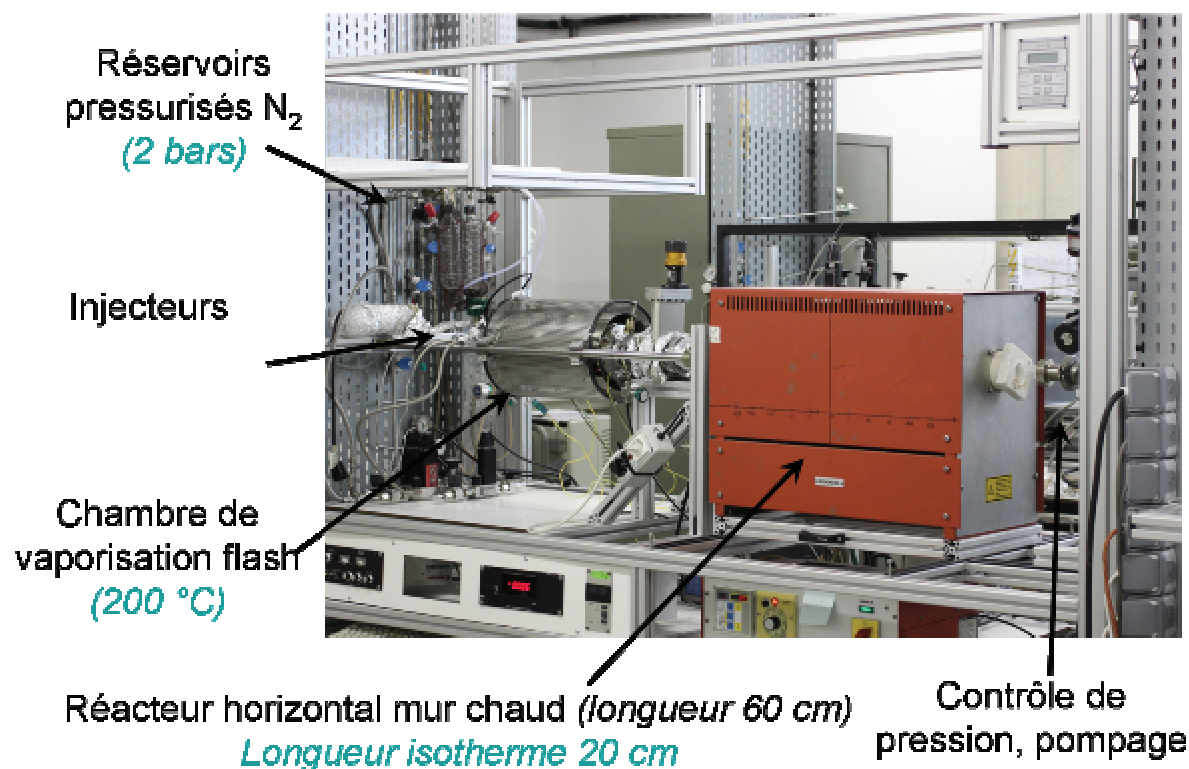 Réservoirs
pressurisés N₂
(2 bars)
Injecteurs
Chambre de
vaporisation flash
(200 °C)
Réacteur horizontal mur chaud (longueur 60 cm)
Longueur isotherme 20 cm
Contrôle de
pression, pompage